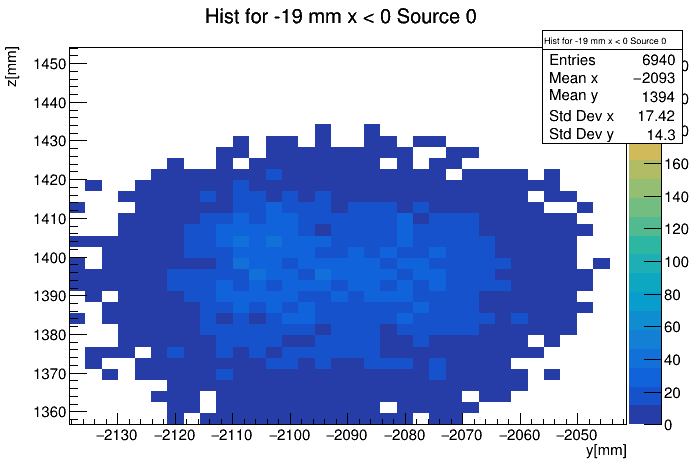 Hist for -19 mm x < 0 Source 0
Hist for -19 mm x < 0 Source 0
Entries 6940
Mean x −2093
Mean y 1394
Std Dev x 17.42
Std Dev y 14.3
z[mm]
1450
1440
1430
1420
1410
1400
1390
1380
1370
1360
−2130 −2120 −2110 −2100 −2090 −2080 −2070 −2060 −2050
y[mm]
160
140
120
100
80
60
40
20
0